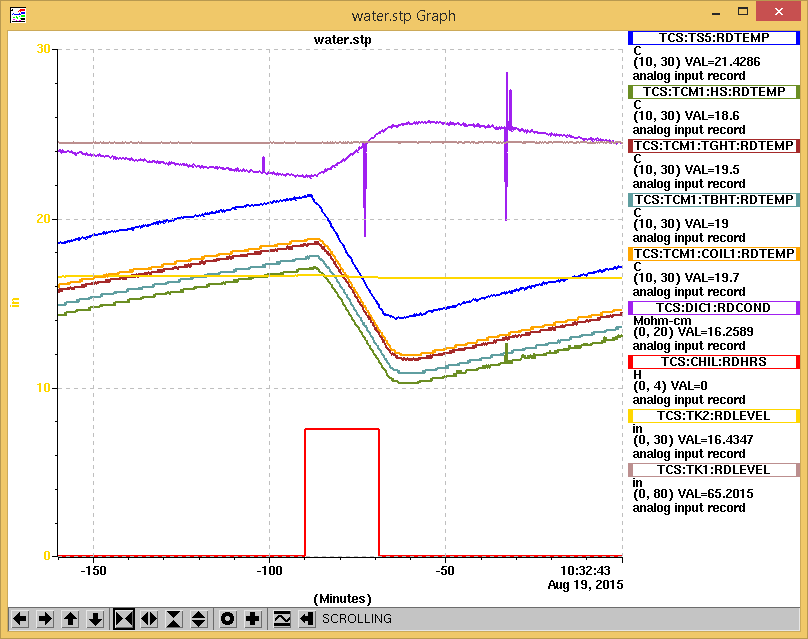 water.stp Graph
water.stp
30
20
10
0
in
-150
-100
-50
10:32:43
Aug 19, 2015
(Minutes)
TCS:TS5:RDTEMP
C
(10, 30) VAL=21.4286
analog input record
TCS:TCM1:HS:RDTEMP
C
(10, 30) VAL=18.6
analog input record
TCS:TCM1:TGHT:RDTEMP
C
(10, 30) VAL=19.5
analog input record
TCS:TCM1:TBHT:RDTEMP
C
(10, 30) VAL=19
analog input record
TCS:TCM1:COIL1:RDTEMP
C
(10, 30) VAL=19.7
analog input record
TCS:DIC1:RDCOND
Mohm-cm
(0, 20) VAL=16.2589
analog input record
TCS:CHIL:RDHRS
H
(0, 4) VAL=0
analog input record
TCS:TK2:RDLEVEL
in
(0, 30) VAL=16.4347
analog input record
TCS:TK1:RDLEVEL
in
(0, 80) VAL=65.2015
analog input record
SCROLLING